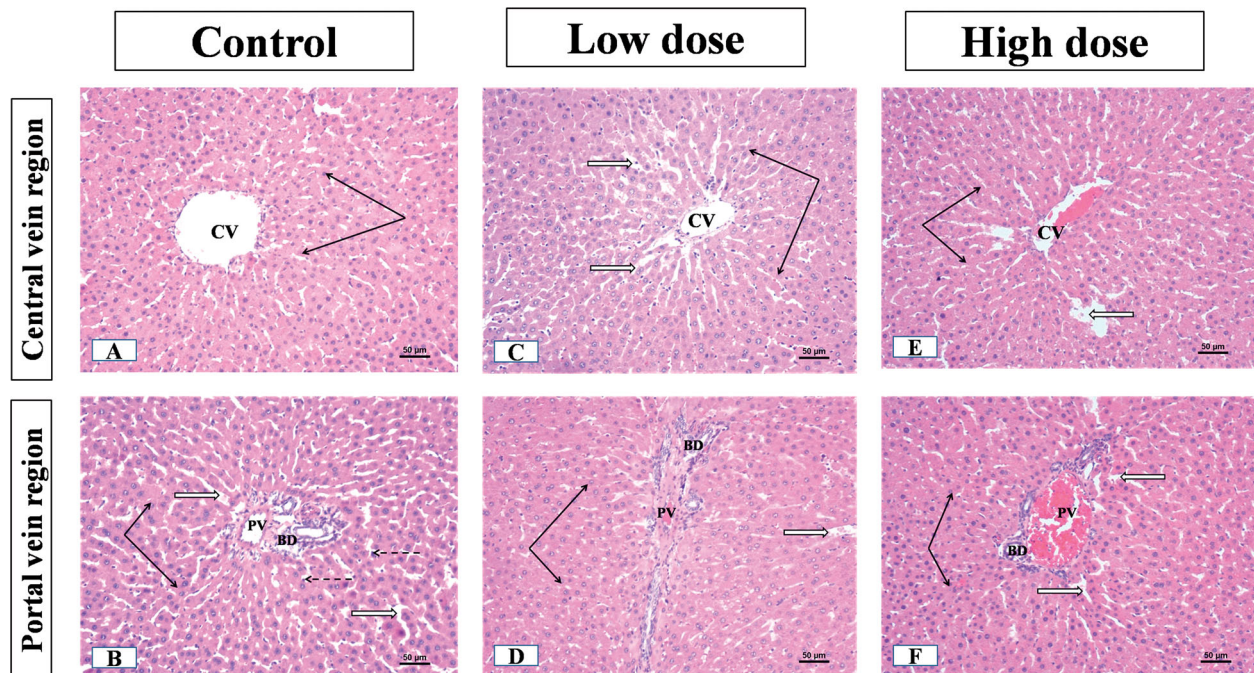 Control
Low dose
High dose
Central vein region
CV
A
50 µm
CV
C
50 µm
CV
E
50 µm
Portal vein region
PV
BD
B
50 µm
BD
PV
D
50 µm
PV
BD
F
50 µm